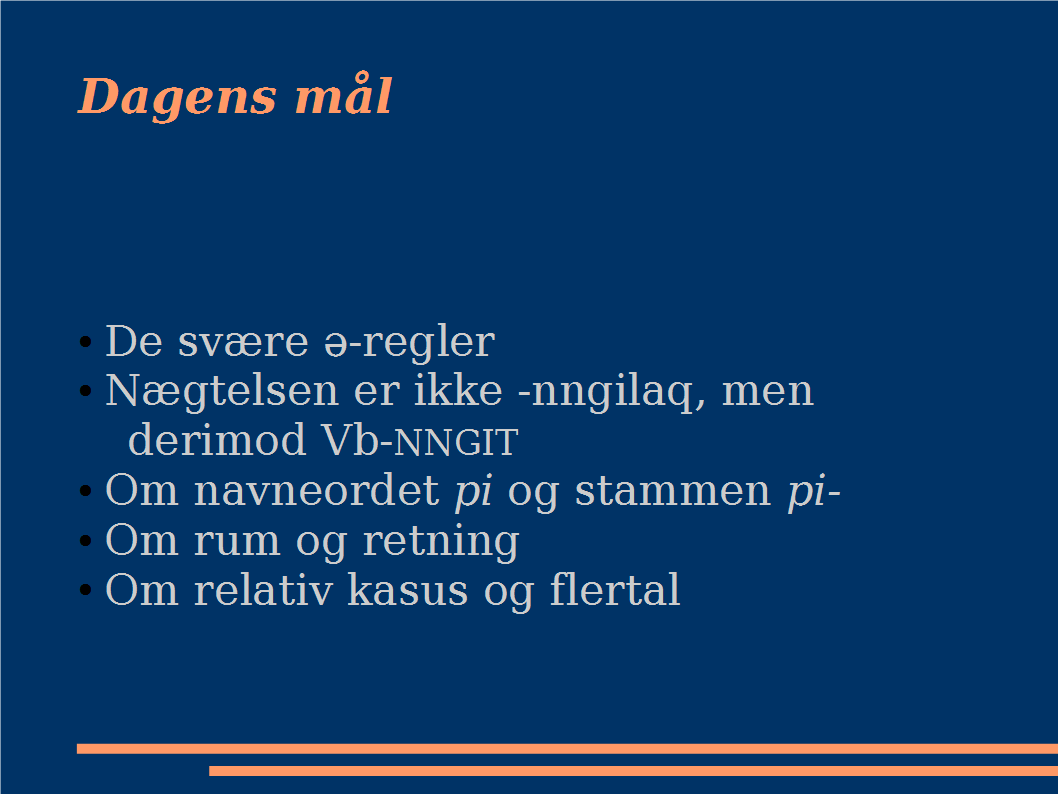 Dagens mål
• De svære ə-regler
• Nægtelsen er ikke -nngilaq, men
derimod Vb-NNGIT
• Om navneordet pi og stammen pi-
• Om rum og retning
• Om relativ kasus og flertal